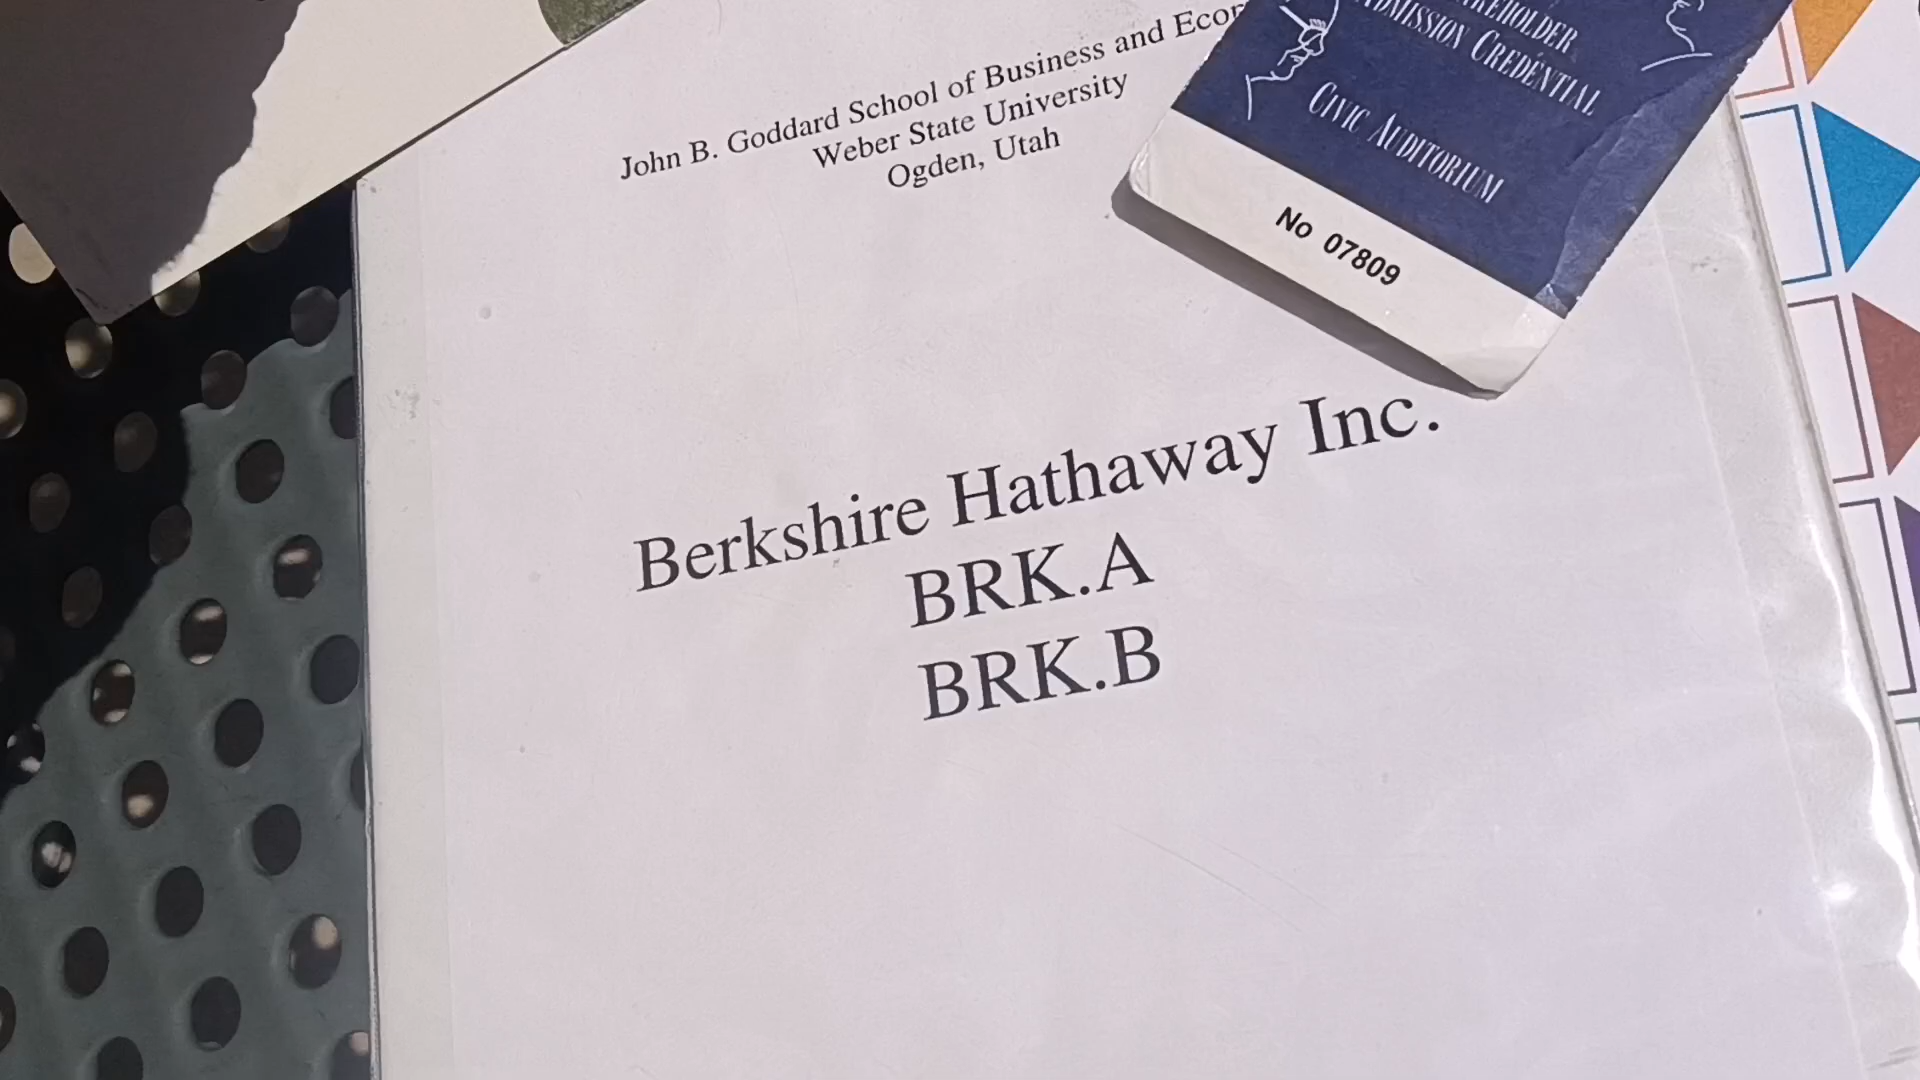 John B. Goddard School of Business and
Weber State University
Ogden, Utah
ADMISSION CREDENTIAL
CIVIC AUDITORIUM
No 07809
Berkshire Hathaway Inc.
BRK.A
BRK.B